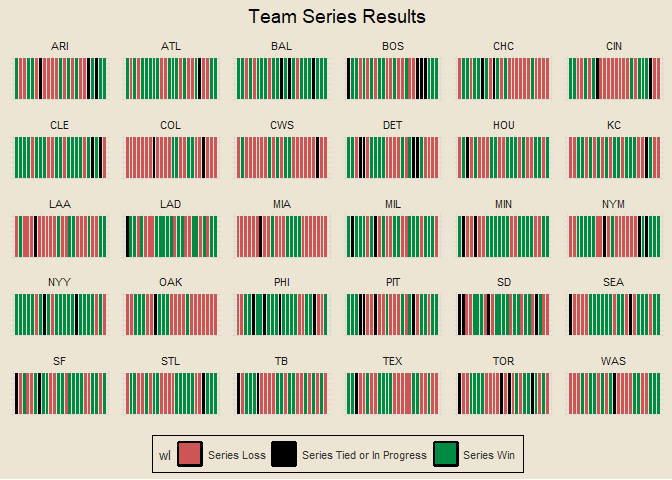 Team Series Results
ARI ATL BAL BOS CHC CIN
CLE COL CWS DET HOU KC
LAA LAD MIA MIL MIN NYM
NYY OAK PHI PIT SD SEA
SF STL TB TEX TOR WAS
wl Series Loss Series Tied or In Progress Series Win